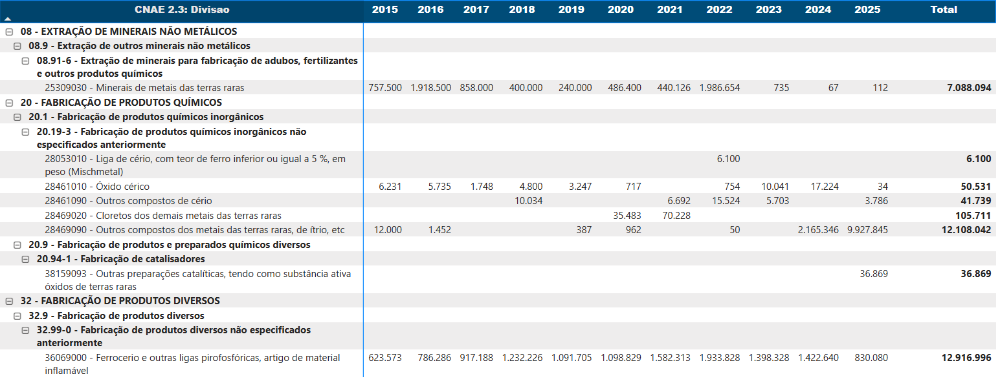 CNAE 2.3: Divisao 2015 2016 2017 2018 2019 2020 2021 2022 2023 2024 2025 Total
08 - EXTRAÇÃO DE MINERAIS NÃO METÁLICOS
08.9 - Extração de outros minerais não metálicos
08.91-6 - Extração de minerais para fabricação de adubos, fertilizantes
e outros produtos químicos
25309030 - Minerais de metais das terras raras 757.500 1.918.500 858.000 400.000 240.000 486.400 440.126 1.986.654 735 67 112 7.088.094
20 - FABRICAÇÃO DE PRODUTOS QUÍMICOS
20.1 - Fabricação de produtos químicos inorgânicos
20.19-3 - Fabricação de produtos químicos inorgânicos não
especificados anteriormente
28053010 - Liga de cério, com teor de ferro inferior ou igual a 5 %, em 6.100 6.100
peso (Mischmetal)
28461010 - Óxido cérico 6.231 5.735 1.748 4.800 3.247 717 754 10.041 17.224 34 50.531
28461090 - Outros compostos de cério 10.034 6.692 15.524 5.703 3.786 41.739
28469020 - Cloretos dos demais metais das terras raras 35.483 70.228 105.711
28469090 - Outros compostos dos metais das terras raras, de ítrio, etc 12.000 1.452 387 962 50 2.165.346 9.927.845 12.108.042
20.9 - Fabricação de produtos e preparados químicos diversos
20.94-1 - Fabricação de catalisadores
38159093 - Outras preparações catalíticas, tendo como substância ativa 36.869 36.869
óxidos de terras raras
32 - FABRICAÇÃO DE PRODUTOS DIVERSOS
32.9 - Fabricação de produtos diversos
32.99-0 - Fabricação de produtos diversos não especificados
anteriormente
36069000 - Ferrocerio e outras ligas pirofosfóricas, artigo de material 623.573 786.286 917.188 1.232.226 1.091.705 1.098.829 1.582.313 1.933.828 1.398.328 1.422.640 830.080 12.916.996
inflamável